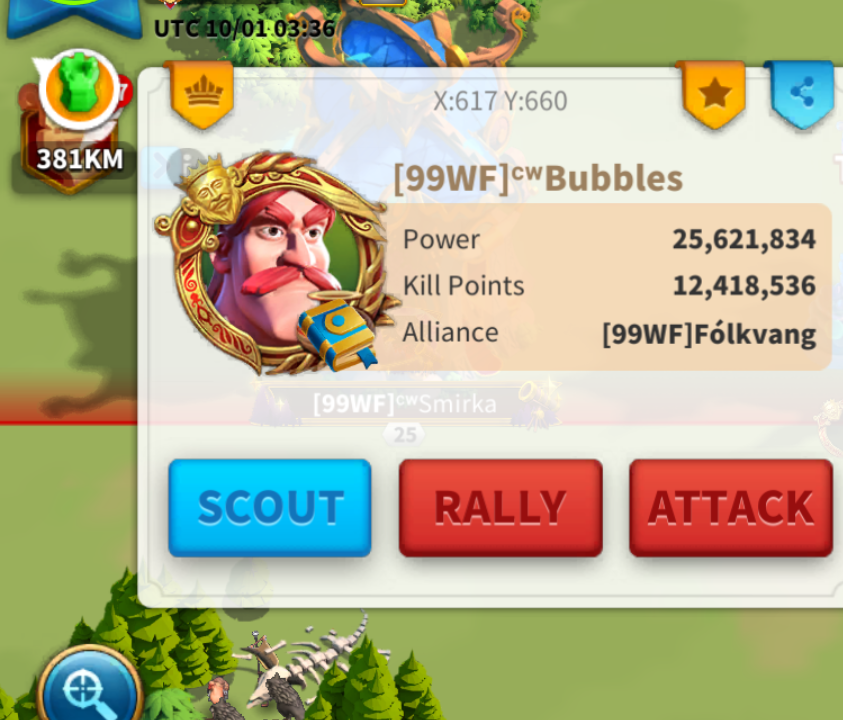 UTC 10/01 03:36
X:617 Y:660
381KM
[99WF]ᶜᵂBubbles
Power 25,621,834
Kill Points 12,418,536
Alliance [99WF]Fólkvang
[99WF]ᶜᵂSmirka
25
SCOUT RALLY ATTACK